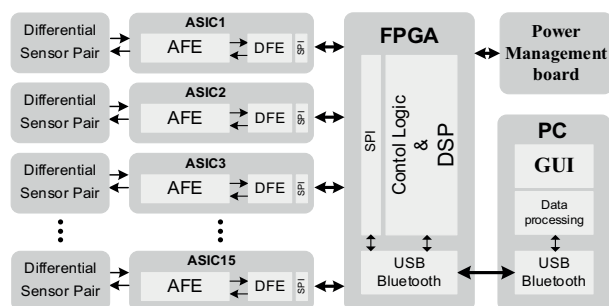 Differential
Sensor Pair
ASIC1
AFE
DFE
SPI
Differential
Sensor Pair
ASIC2
AFE
DFE
SPI
Differential
Sensor Pair
ASIC3
AFE
DFE
SPI
Differential
Sensor Pair
ASIC15
AFE
DFE
SPI
FPGA
SPI
Contol Logic
&
DSP
USB
Bluetooth
Power
Management
board
PC
GUI
Data
processing
USB
Bluetooth